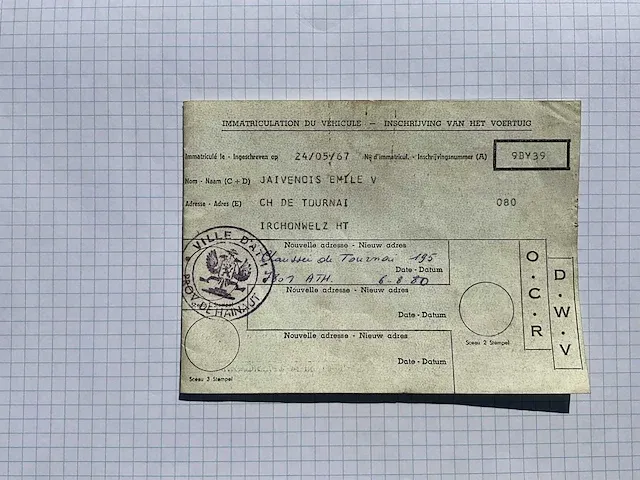 IMMATRICULATION DU VÉHICULE — INSCHRIJVING VAN HET VOERTUIG
Immatriculé le - Ingeschreven op 24/05/67 No d'immatricul. - Inschrijvingsnummer (A) 9BY39
Nom - Naam (C + D) JAIVENOIS EMILE V
Adresse - Adres (E) CH DE TOURNAI 080
IRCHONWELZ HT
VILLE D'ATH
PROV. DE HAINAUT
Nouvelle adresse - Nieuw adres
Chaussée de Tournai 195
Date - Datum
7801 ATH. 6-8-80
Nouvelle adresse - Nieuw adres
Date - Datum
Nouvelle adresse - Nieuw adres
Date - Datum
Sceau 3 Stempel
Sceau 2 Stempel
O.C.R
D.W.V